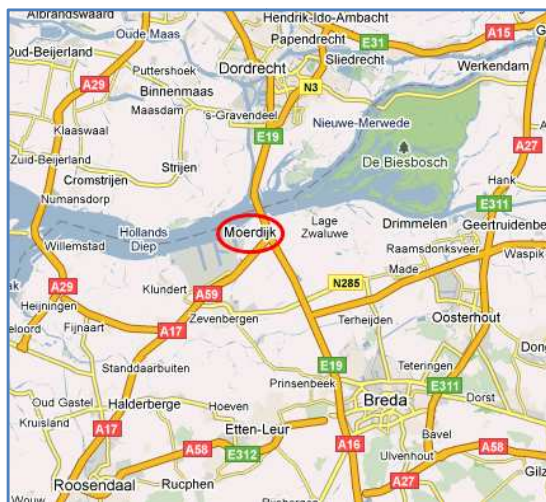 Alblasserdam
Albrandswaard
Oude Maas
Hendrik-Ido-Ambacht
Papendrecht
E31
A15
Oud-Beijerland
Puttershoek
Dordrecht
Sliedrecht
Werkendam
A29
Binnenmaas
N3
Maasdam
's-Gravendeel
Klaaswaal
E19
Nieuwe-Merwede
A27
Zuid-Beijerland
Strijen
De Biesbosch
Cromstrijen
Hank
Numansdorp
E311
Hollands
Diep
Moerdijk
Lage
Zwaluwe
Drimmelen
Geertruidenbe
Willemstad
Raamsdonksveer
Waspik
Klundert
A59
N285
Made
A29
Heijningen
Zevenbergen
Fijnaart
A17
Terheijden
Oosterhout
Standdaarbuiten
E19
Teteringen
Prinsenbeek
E311
Dong
Oud Gastel
Halderberge
Hoeven
Breda
Dorst
Kruisland
A17
Etten-Leur
A16
Bavel
A58
E312
Ulvenhout
A58
Roosendaal
Rucphen
A27
Gilz
Wouw